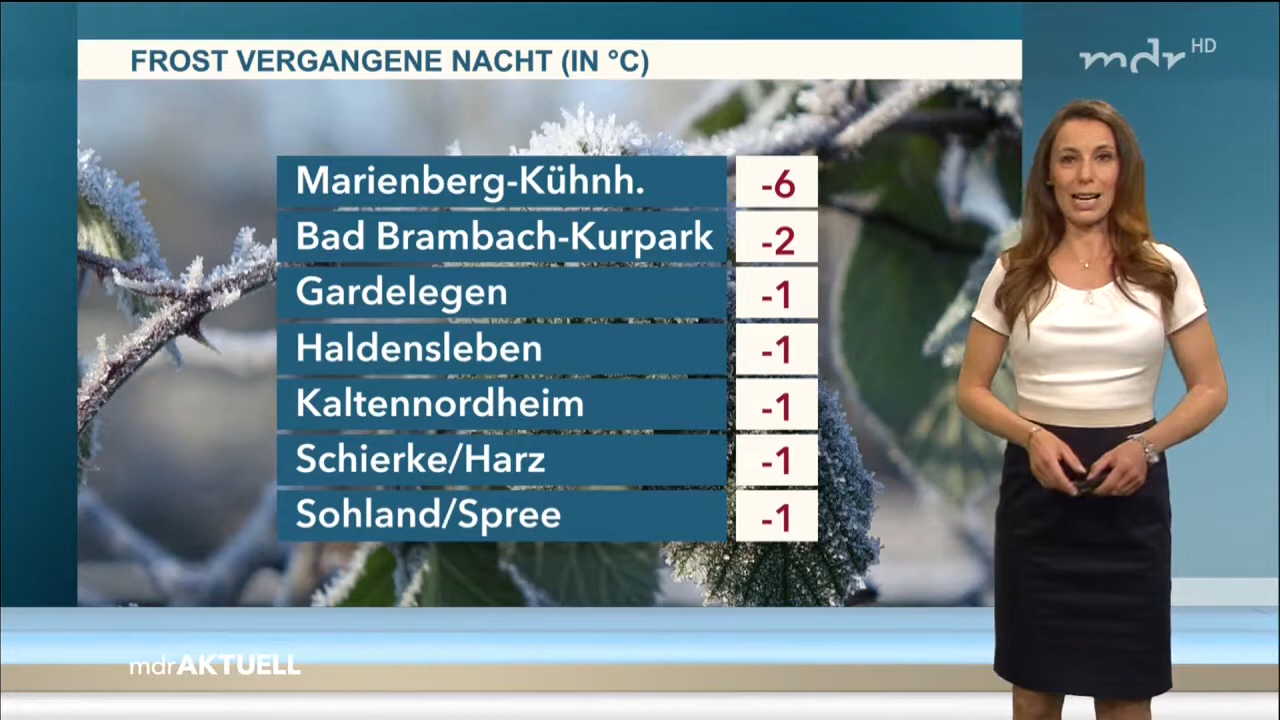 FROST VERGANGENE NACHT (IN °C)
mdr HD
Marienberg-Kühnh. -6
Bad Brambach-Kurpark -2
Gardelegen -1
Haldensleben -1
Kaltennordheim -1
Schierke/Harz -1
Sohland/Spree -1
mdrAKTUELL